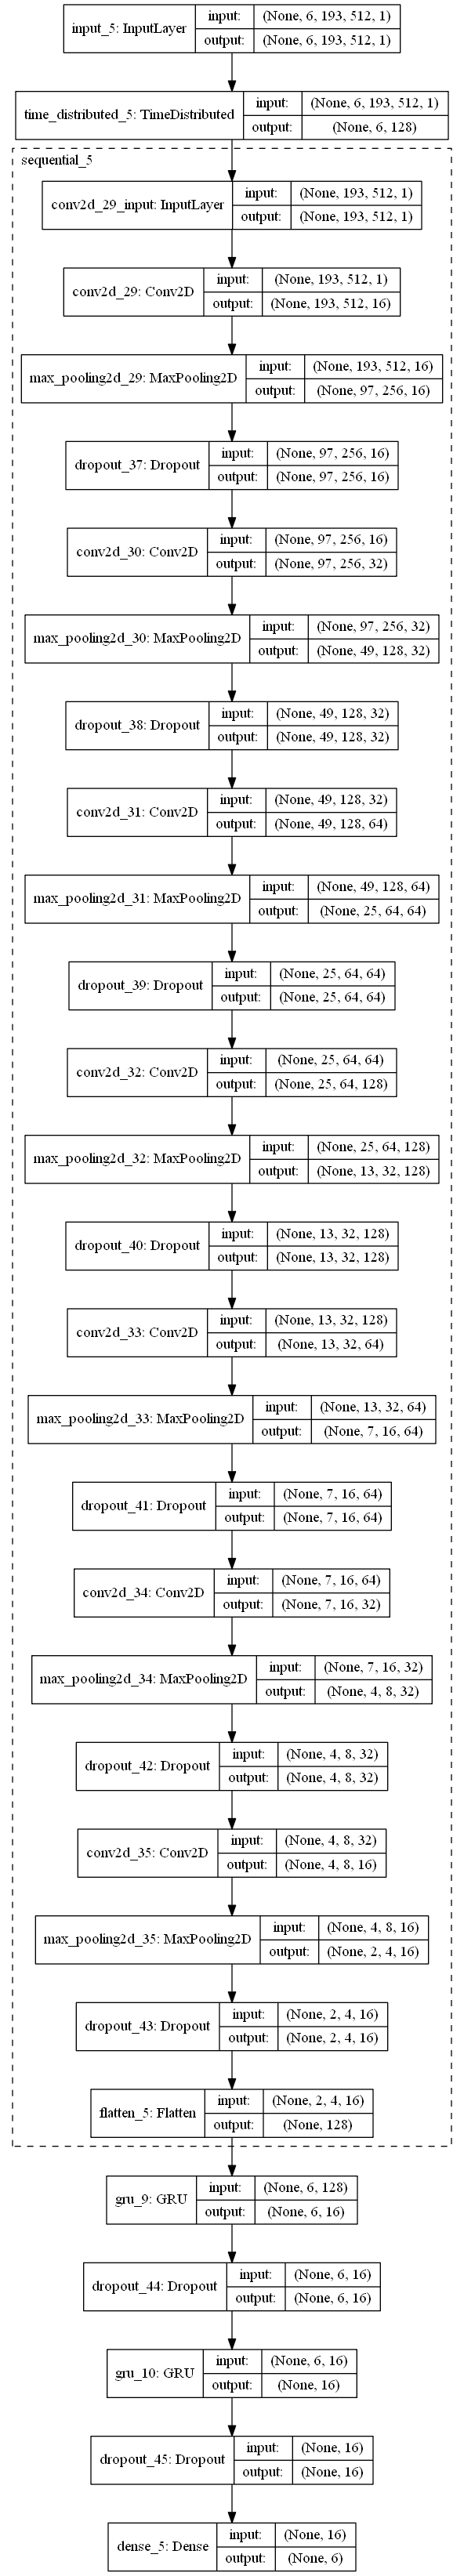 input_5: InputLayer input: (None, 6, 193, 512, 1)
output: (None, 6, 193, 512, 1)
time_distributed_5: TimeDistributed input: (None, 6, 193, 512, 1)
output: (None, 6, 128)
sequential_5
conv2d_29_input: InputLayer input: (None, 193, 512, 1)
output: (None, 193, 512, 1)
conv2d_29: Conv2D input: (None, 193, 512, 1)
output: (None, 193, 512, 16)
max_pooling2d_29: MaxPooling2D input: (None, 193, 512, 16)
output: (None, 97, 256, 16)
dropout_37: Dropout input: (None, 97, 256, 16)
output: (None, 97, 256, 16)
conv2d_30: Conv2D input: (None, 97, 256, 16)
output: (None, 97, 256, 32)
max_pooling2d_30: MaxPooling2D input: (None, 97, 256, 32)
output: (None, 49, 128, 32)
dropout_38: Dropout input: (None, 49, 128, 32)
output: (None, 49, 128, 32)
conv2d_31: Conv2D input: (None, 49, 128, 32)
output: (None, 49, 128, 64)
max_pooling2d_31: MaxPooling2D input: (None, 49, 128, 64)
output: (None, 25, 64, 64)
dropout_39: Dropout input: (None, 25, 64, 64)
output: (None, 25, 64, 64)
conv2d_32: Conv2D input: (None, 25, 64, 64)
output: (None, 25, 64, 128)
max_pooling2d_32: MaxPooling2D input: (None, 25, 64, 128)
output: (None, 13, 32, 128)
dropout_40: Dropout input: (None, 13, 32, 128)
output: (None, 13, 32, 128)
conv2d_33: Conv2D input: (None, 13, 32, 128)
output: (None, 13, 32, 64)
max_pooling2d_33: MaxPooling2D input: (None, 13, 32, 64)
output: (None, 7, 16, 64)
dropout_41: Dropout input: (None, 7, 16, 64)
output: (None, 7, 16, 64)
conv2d_34: Conv2D input: (None, 7, 16, 64)
output: (None, 7, 16, 32)
max_pooling2d_34: MaxPooling2D input: (None, 7, 16, 32)
output: (None, 4, 8, 32)
dropout_42: Dropout input: (None, 4, 8, 32)
output: (None, 4, 8, 32)
conv2d_35: Conv2D input: (None, 4, 8, 32)
output: (None, 4, 8, 16)
max_pooling2d_35: MaxPooling2D input: (None, 4, 8, 16)
output: (None, 2, 4, 16)
dropout_43: Dropout input: (None, 2, 4, 16)
output: (None, 2, 4, 16)
flatten_5: Flatten input: (None, 2, 4, 16)
output: (None, 128)
gru_9: GRU input: (None, 6, 128)
output: (None, 6, 16)
dropout_44: Dropout input: (None, 6, 16)
output: (None, 6, 16)
gru_10: GRU input: (None, 6, 16)
output: (None, 16)
dropout_45: Dropout input: (None, 16)
output: (None, 16)
dense_5: Dense input: (None, 16)
output: (None, 6)